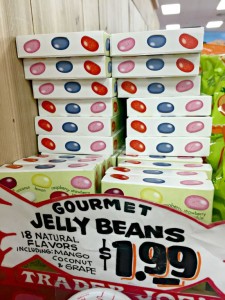 GOURMET
JELLY BEANS
18 NATURAL
FLAVORS
INCLUDING: MANGO
COCONUT
& GRAPE
$1.99
TRADER JOE'S